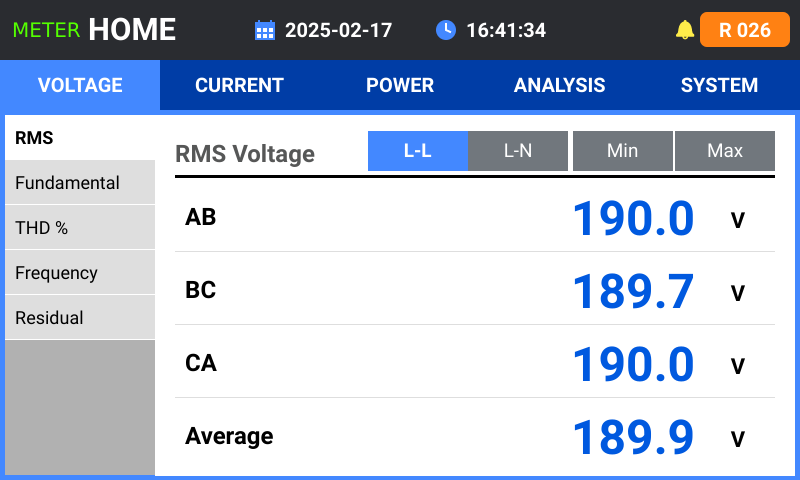 METER HOME 2025-02-17 16:41:34 R 026
VOLTAGE CURRENT POWER ANALYSIS SYSTEM
RMS
Fundamental
THD %
Frequency
Residual
RMS Voltage L-L L-N Min Max
AB 190.0 V
BC 189.7 V
CA 190.0 V
Average 189.9 V